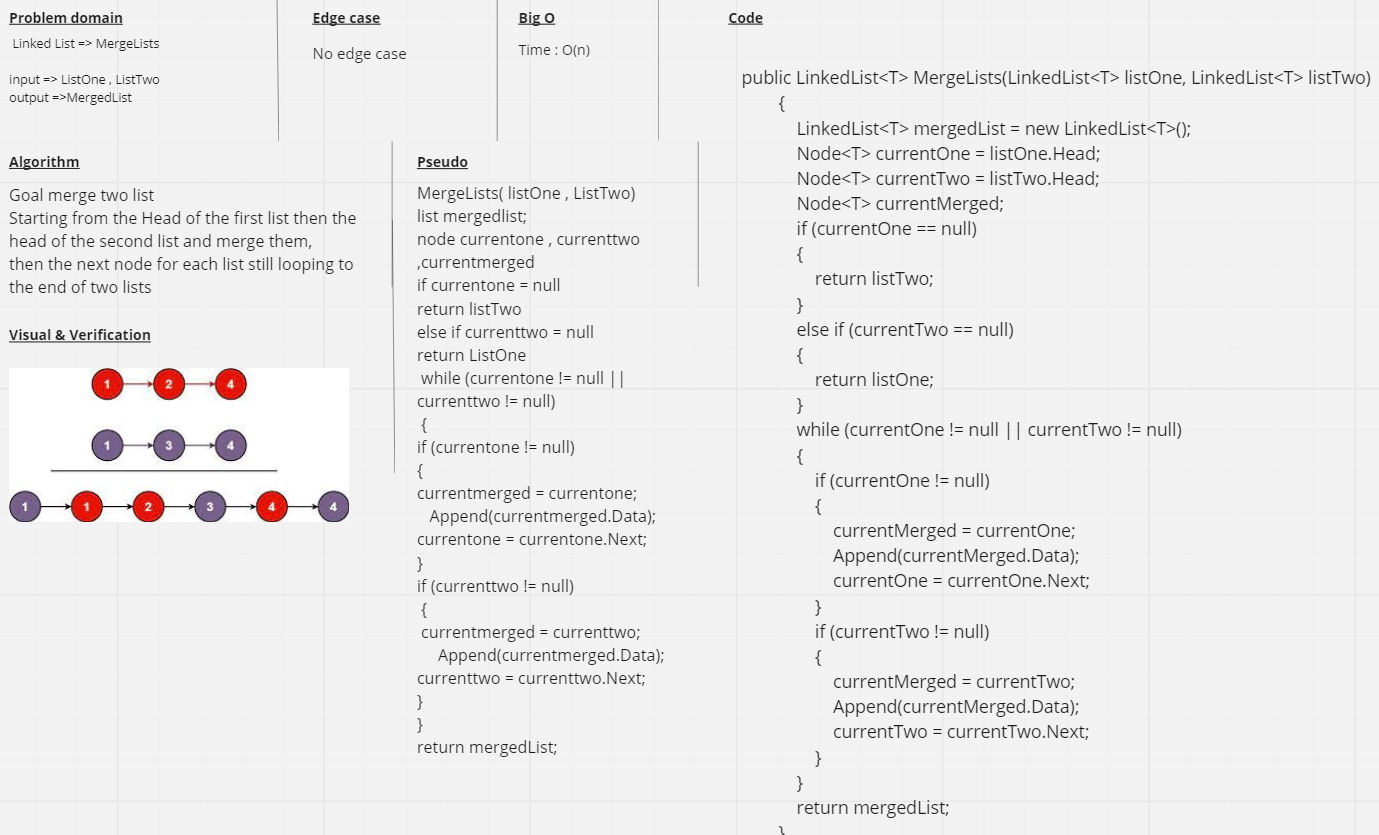 Problem domain
Linked List => MergeLists
input => ListOne , ListTwo
output =>MergedList
Edge case
No edge case
Big O
Time : O(n)
Algorithm
Goal merge two list
Starting from the Head of the first list then the
head of the second list and merge them,
then the next node for each list still looping to
the end of two lists
Visual & Verification
1 2 4
1 3 4
1 1 2 3 4 4
Pseudo
MergeLists( listOne , ListTwo)
list mergedlist;
node currentone , currenttwo
,currentmerged
if currentone = null
return listTwo
else if currenttwo = null
return ListOne
while (currentone != null ||
currenttwo != null)
{
if (currentone != null)
{
currentmerged = currentone;
Append(currentmerged.Data);
currentone = currentone.Next;
}
if (currenttwo != null)
{
currentmerged = currenttwo;
Append(currentmerged.Data);
currenttwo = currenttwo.Next;
}
}
return mergedList;
Code
public LinkedList<T> MergeLists(LinkedList<T> listOne, LinkedList<T> listTwo)
{
LinkedList<T> mergedList = new LinkedList<T>();
Node<T> currentOne = listOne.Head;
Node<T> currentTwo = listTwo.Head;
Node<T> currentMerged;
if (currentOne == null)
{
return listTwo;
}
else if (currentTwo == null)
{
return listOne;
}
while (currentOne != null || currentTwo != null)
{
if (currentOne != null)
{
currentMerged = currentOne;
Append(currentMerged.Data);
currentOne = currentOne.Next;
}
if (currentTwo != null)
{
currentMerged = currentTwo;
Append(currentMerged.Data);
currentTwo = currentTwo.Next;
}
}
return mergedList;
}